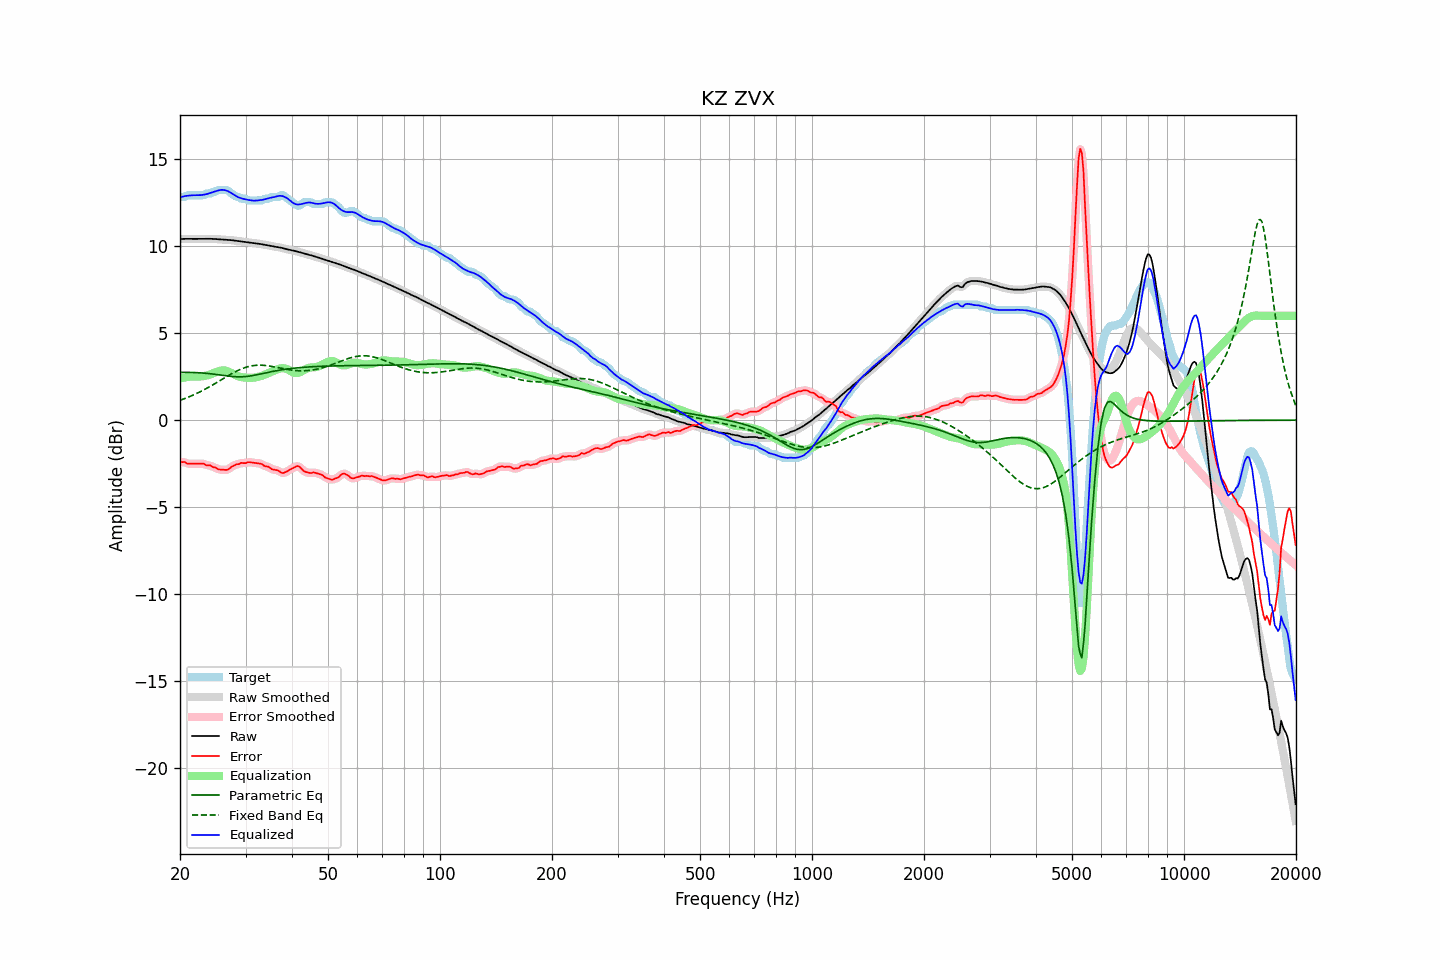 KZ ZVX
Amplitude (dBr)
15
10
5
0
−5
−10
−15
−20
Target
Raw Smoothed
Error Smoothed
Raw
Error
Equalization
Parametric Eq
Fixed Band Eq
Equalized
20
50
100
200
500
1000
2000
5000
10000
20000
Frequency (Hz)